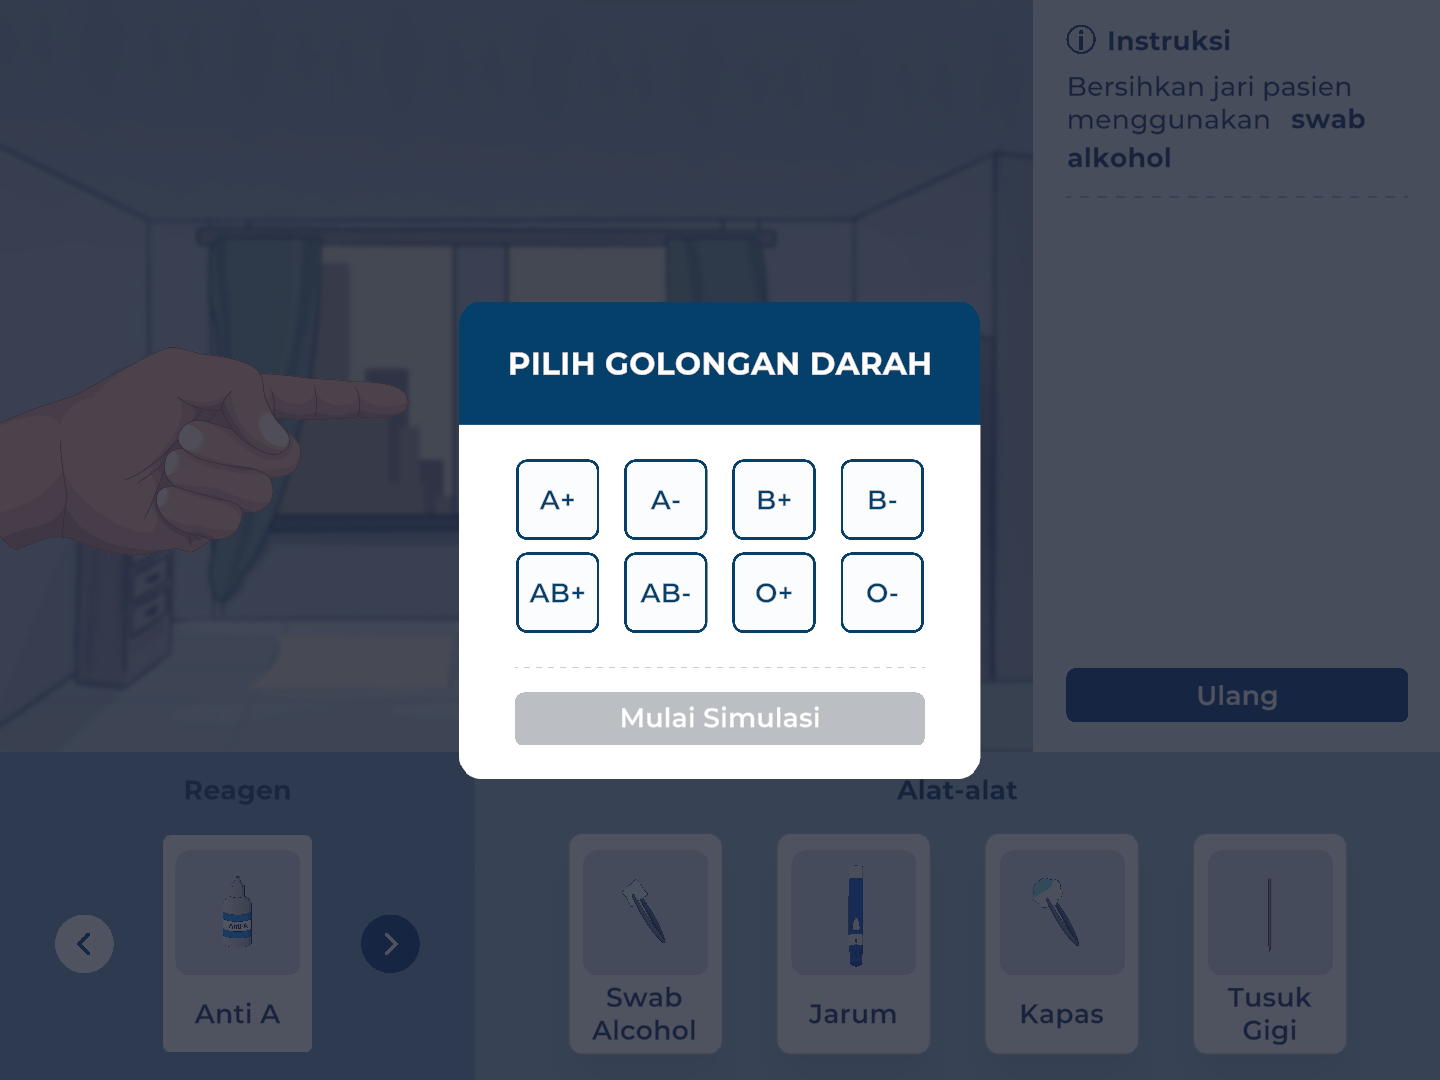 Instruksi
Bersihkan jari pasien
menggunakan swab
alkohol
PILIH GOLONGAN DARAH
A+ A- B+ B-
AB+ AB- O+ O-
Mulai Simulasi
Ulang
Reagen
Anti-A
Anti A
Alat-alat
Swab
Alcohol
Jarum
Kapas
Tusuk
Gigi